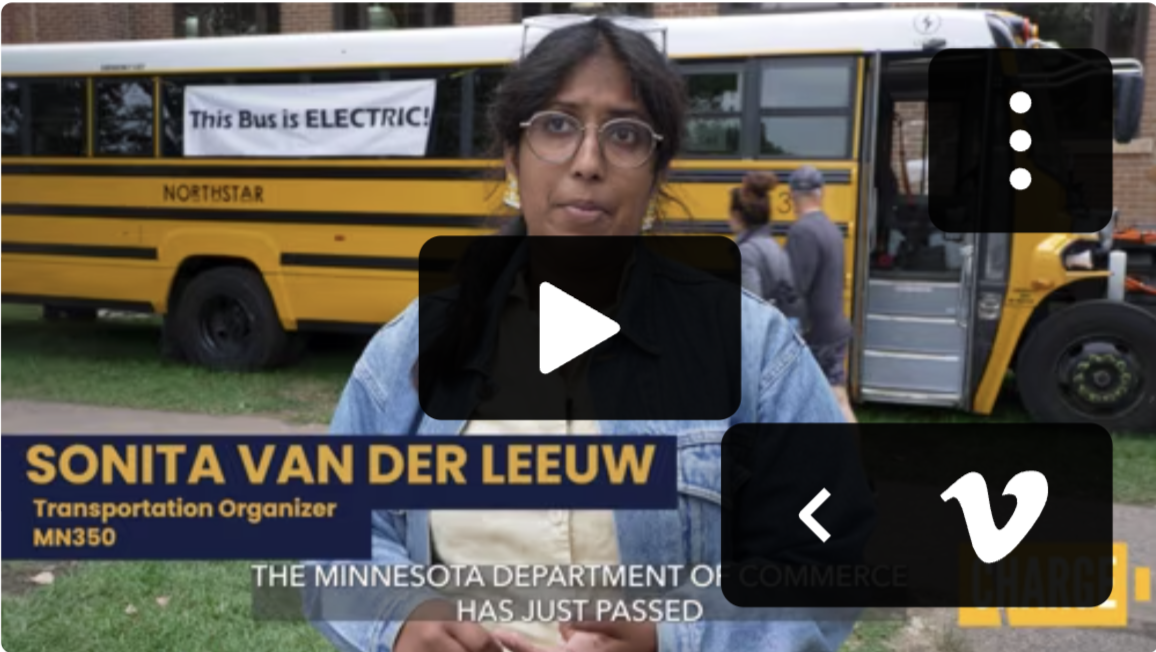 This Bus is ELECTRIC!
NORTHSTAR
3
SONITA VAN DER LEEUW
Transportation Organizer
MN350
THE MINNESOTA DEPARTMENT OF COMMERCE
HAS JUST PASSED
CHARGE